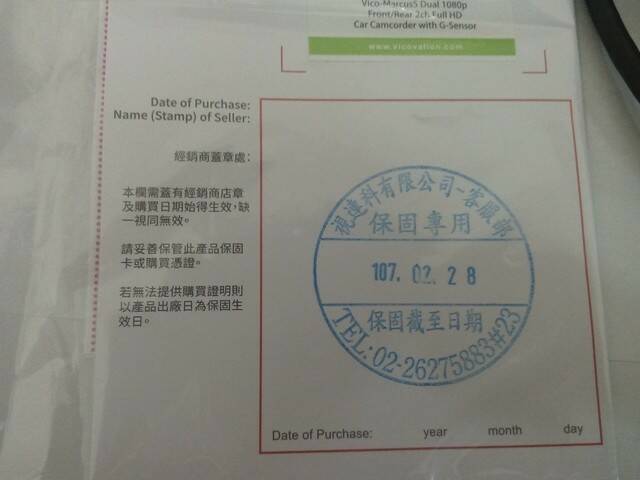 Vico-Marcus5 Dual 1080p
Front/Rear 2ch Full HD
Car Camcorder with G-Sensor
www.vicovation.com
Date of Purchase:
Name (Stamp) of Seller:
經銷商蓋章處：
本欄需蓋有經銷商店章
及購買日期始得生效，缺
一視同無效。
請妥善保管此產品保固
卡或購買憑證。
若無法提供購買證明則
以產品出廠日為保固生
效日。
視連科有限公司-客服部
保固專用
107. 02. 2 8
保固截至日期
TEL:02-26275883#23
Date of Purchase: year month day